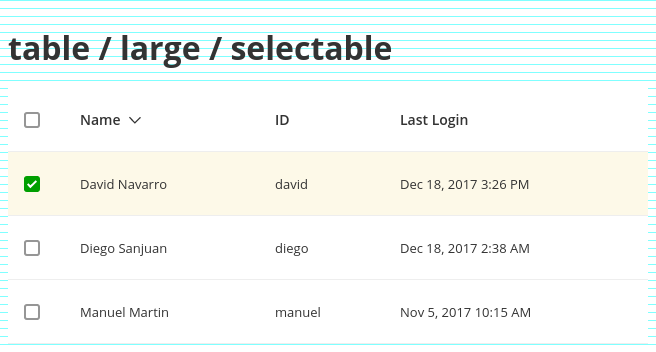 table / large / selectable
Name ID Last Login
David Navarro david Dec 18, 2017 3:26 PM
Diego Sanjuan diego Dec 18, 2017 2:38 AM
Manuel Martin manuel Nov 5, 2017 10:15 AM